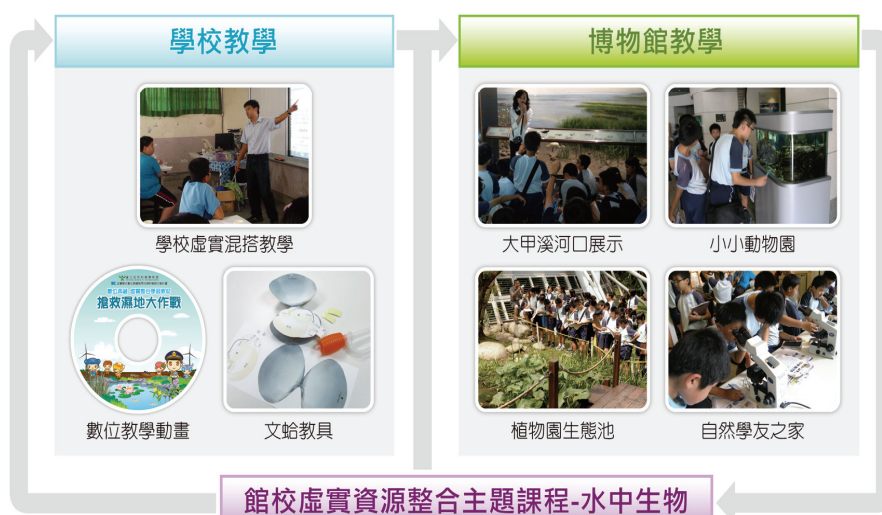 學校教學
博物館教學
學校虛實混搭教學
大甲溪河口展示
小小動物園
搶救濕地大作戰
數位教學動畫
文蛤教具
植物園生態池
自然學友之家
館校虛實資源整合主題課程-水中生物